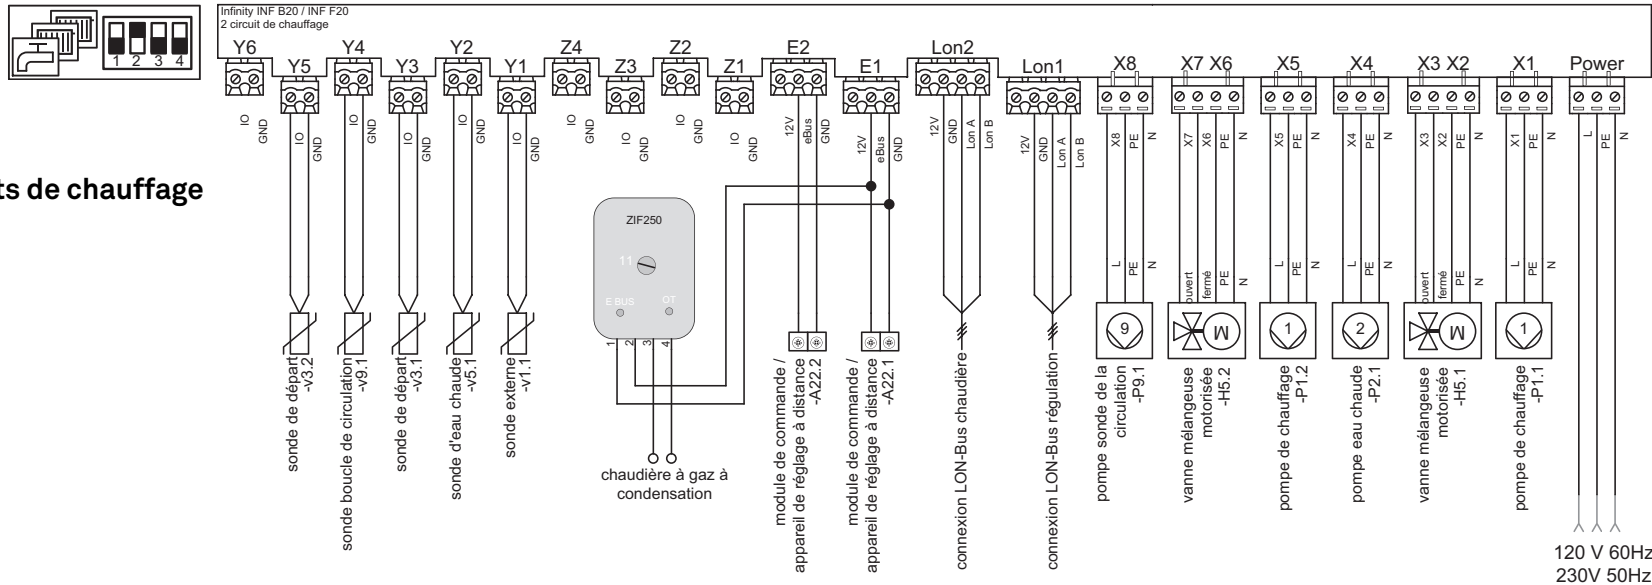 Infinity INF B20 / INF F20
2 circuit de chauffage
1 2 3 4
Y6 Y5 Y4 Y3 Y2 Y1 Z4 Z3 Z2 Z1 E2 E1 Lon2 Lon1 X8 X7 X6 X5 X4 X3 X2 X1 Power
IO GND
IO GND
IO GND
IO GND
IO GND
IO GND
IO GND
IO GND
IO GND
IO GND
12V eBus GND
12V eBus GND
12V GND Lon A Lon B
12V GND Lon A Lon B
X8 PE N
X7 X6 PE N
X5 PE N
X4 PE N
X3 X2 PE N
X1 PE N
L PE N
ts de chauffage
ZIF250
11
E BUS OT
1 2 3 4
L PE N
ouvert fermé PE N
L PE N
L PE N
ouvert fermé PE N
L PE N
9 M 1 2 M 1
sonde de départ
-v3.2
sonde boucle de circulation
-v9.1
sonde de départ
-v3.1
sonde d'eau chaude
-v5.1
sonde externe
-v1.1
chaudière à gaz à
condensation
module de commande /
appareil de réglage à distance
-A22.2
module de commande /
appareil de réglage à distance
-A22.1
connexion LON-Bus chaudière
connexion LON-Bus régulation
pompe sonde de la
circulation
-P9.1
vanne mélangeuse
motorisée
-H5.2
pompe de chauffage
-P1.2
pompe eau chaude
-P2.1
vanne mélangeuse
motorisée
-H5.1
pompe de chauffage
-P1.1
120 V 60Hz
230V 50Hz